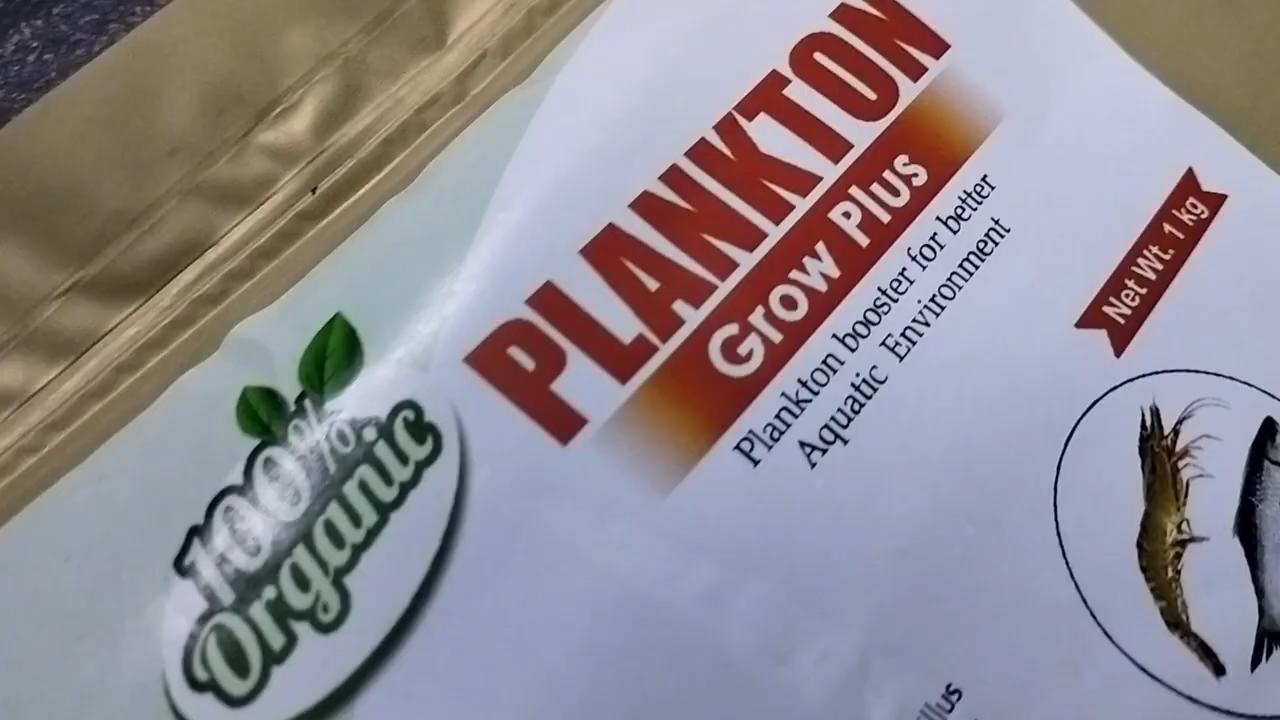 PLANKTON
Grow Plus
Plankton booster for better
Aquatic Environment
Net Wt. 1 kg
100%
Organic